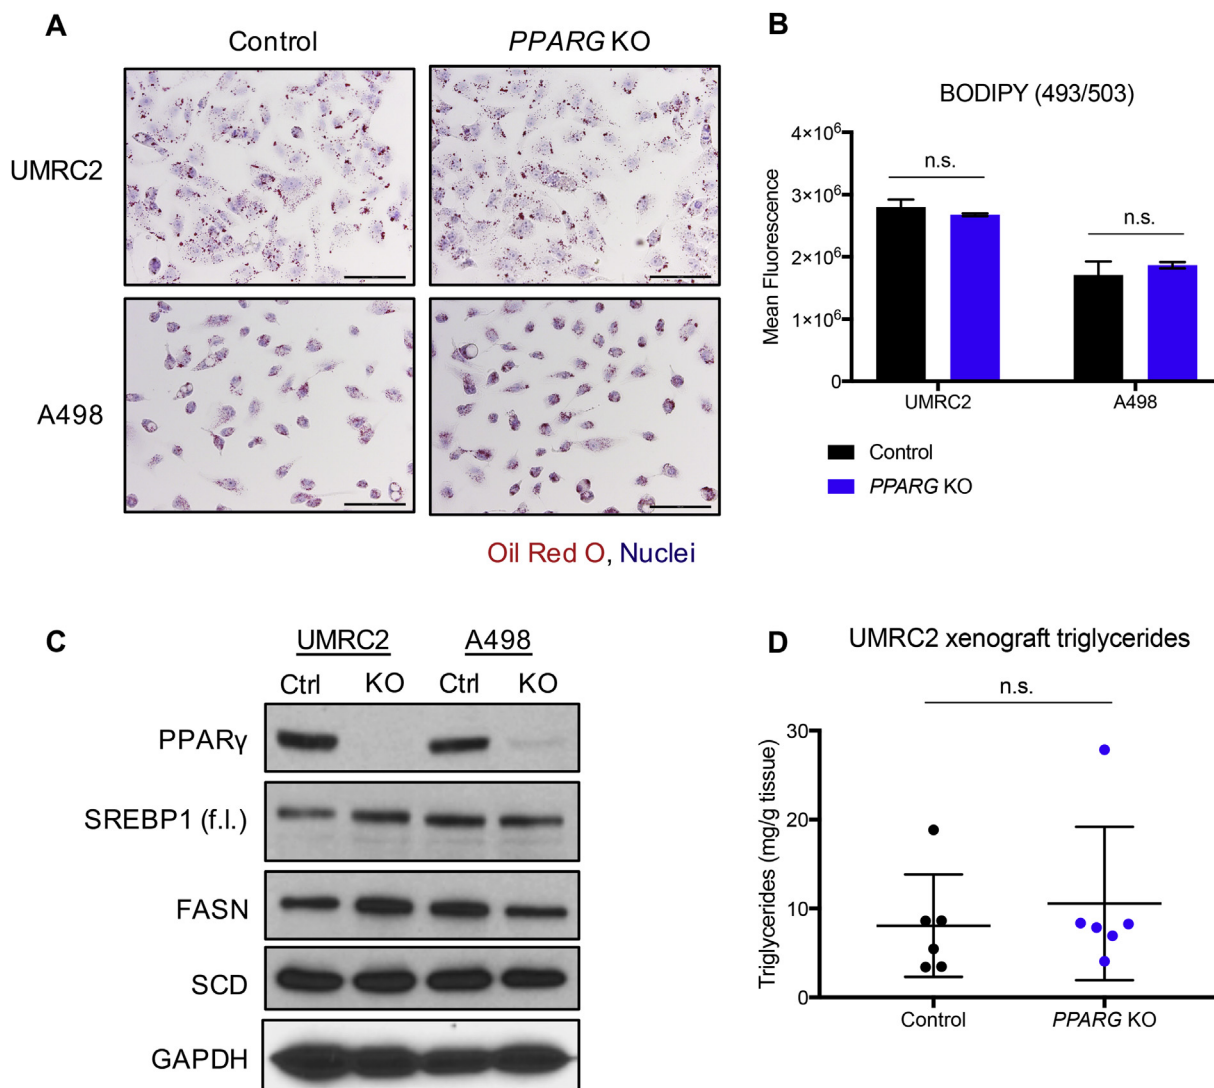 A
Control PPARG KO
UMRC2
A498
Oil Red O, Nuclei
B
BODIPY (493/503)
Mean Fluorescence
4×10⁶
3×10⁶
2×10⁶
1×10⁶
0
n.s.
n.s.
UMRC2 A498
Control
PPARG KO
C
UMRC2 A498
Ctrl KO Ctrl KO
PPARγ
SREBP1 (f.l.)
FASN
SCD
GAPDH
D
UMRC2 xenograft triglycerides
n.s.
Triglycerides (mg/g tissue)
30
20
10
0
Control PPARG KO